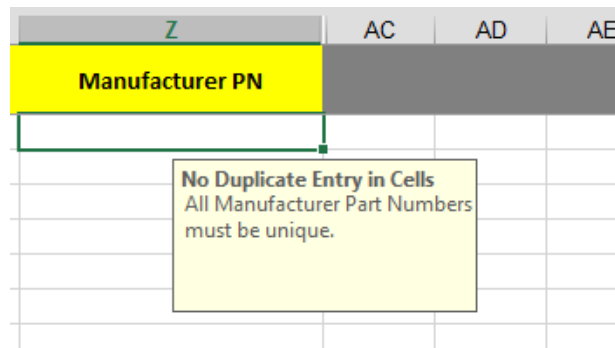 Z AC AD AE
Manufacturer PN
No Duplicate Entry in Cells
All Manufacturer Part Numbers
must be unique.